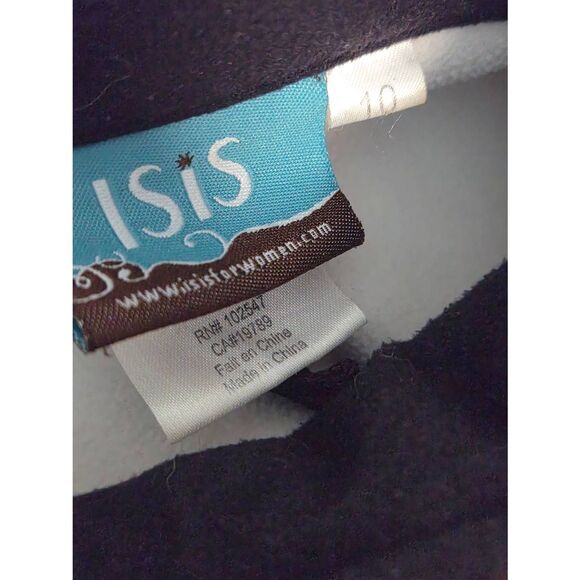 10
ISIS
www.isisforwomen.com
RN# 102547
CA#19789
Fait en Chine
Made in China